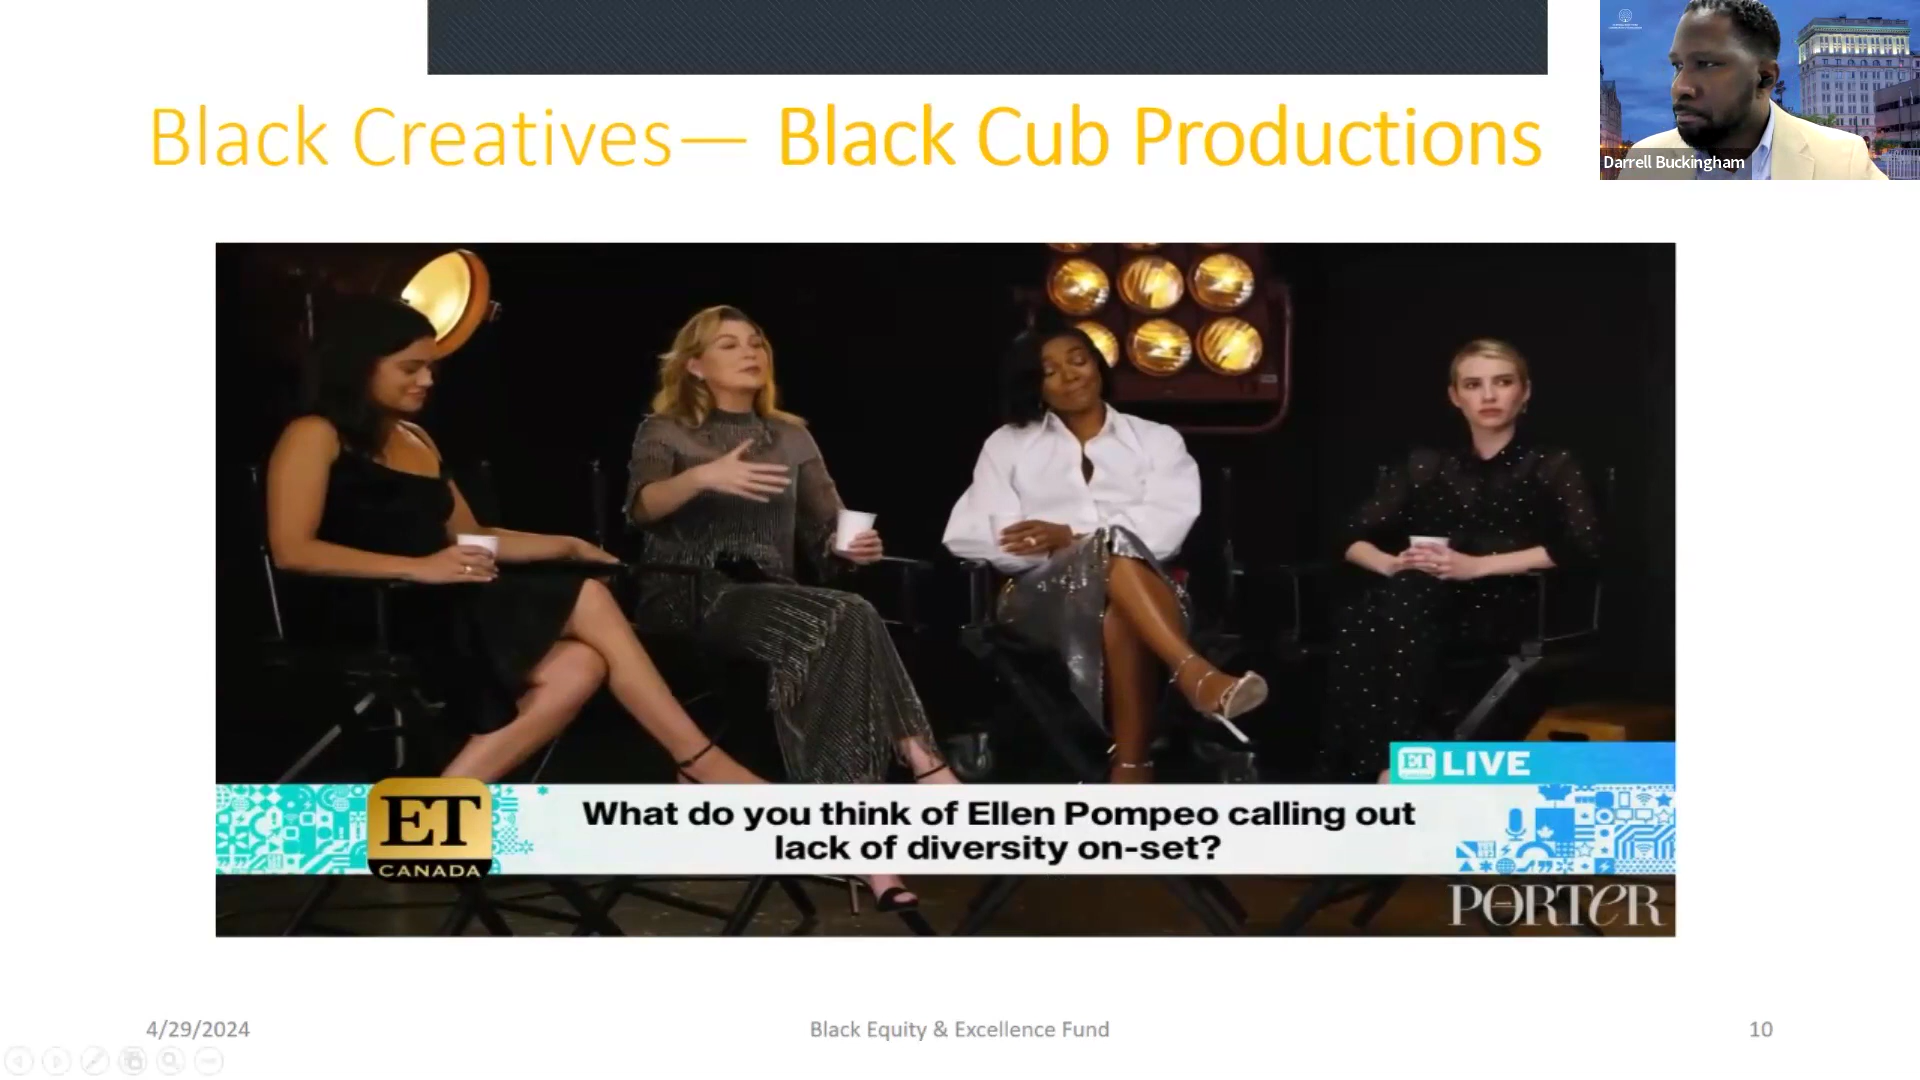 Black Creatives— Black Cub Productions
Darrell Buckingham
ET LIVE
ET
CANADA
What do you think of Ellen Pompeo calling out
lack of diversity on-set?
PORTER
4/29/2024
Black Equity & Excellence Fund
10